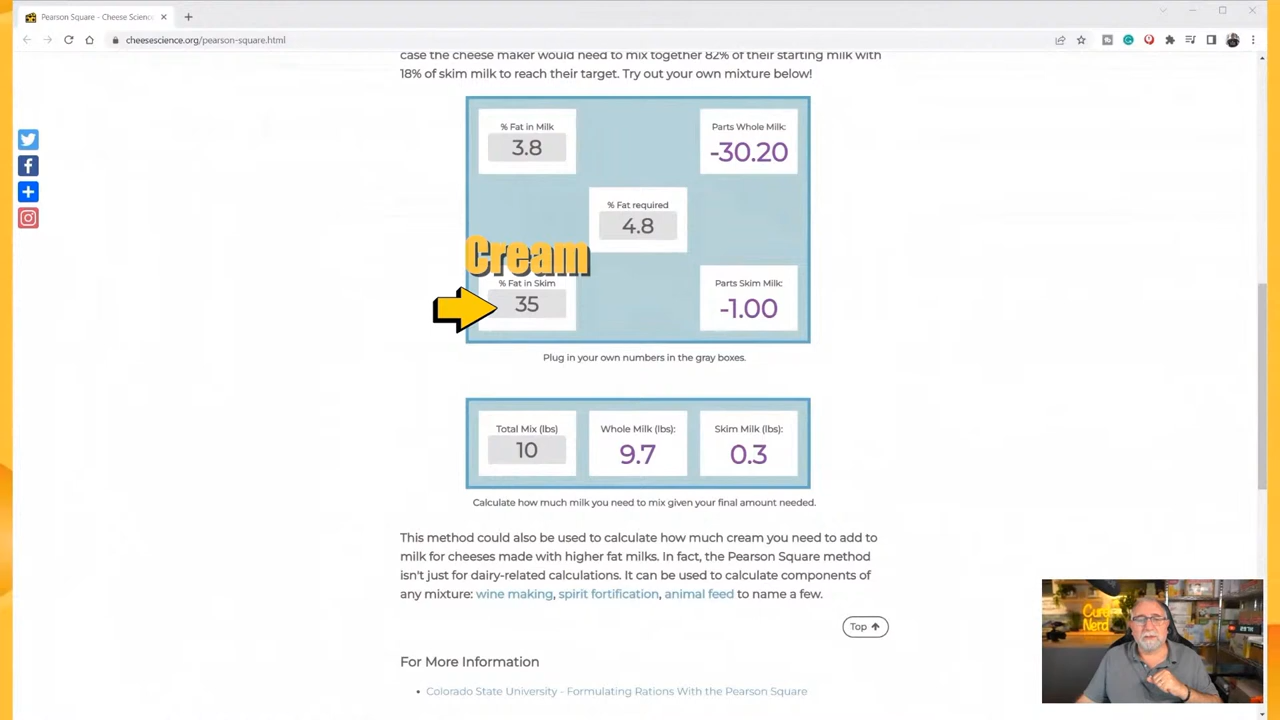 Pearson Square - Cheese Scienc
cheesescience.org/pearson-square.html
case the cheese maker would need to mix together 82% of their starting milk with
18% of skim milk to reach their target. Try out your own mixture below!
% Fat in Milk
3.8
Parts Whole Milk:
-30.20
% Fat required
4.8
Cream
% Fat in Skim
35
Parts Skim Milk:
-1.00
Plug in your own numbers in the gray boxes.
Total Mix (lbs)
10
Whole Milk (lbs):
9.7
Skim Milk (lbs):
0.3
Calculate how much milk you need to mix given your final amount needed.
This method could also be used to calculate how much cream you need to add to
milk for cheeses made with higher fat milks. In fact, the Pearson Square method
isn't just for dairy-related calculations. It can be used to calculate components of
any mixture: wine making, spirit fortification, animal feed to name a few.
Top
For More Information
• Colorado State University - Formulating Rations With the Pearson Square
Curd
Nerd